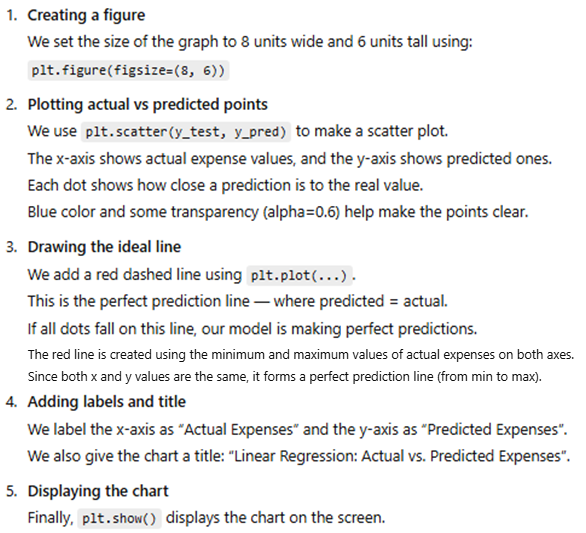 1. Creating a figure
We set the size of the graph to 8 units wide and 6 units tall using:
plt.figure(figsize=(8, 6))
2. Plotting actual vs predicted points
We use plt.scatter(y_test, y_pred) to make a scatter plot.
The x-axis shows actual expense values, and the y-axis shows predicted ones.
Each dot shows how close a prediction is to the real value.
Blue color and some transparency (alpha=0.6) help make the points clear.
3. Drawing the ideal line
We add a red dashed line using plt.plot(...).
This is the perfect prediction line — where predicted = actual.
If all dots fall on this line, our model is making perfect predictions.
The red line is created using the minimum and maximum values of actual expenses on both axes.
Since both x and y values are the same, it forms a perfect prediction line (from min to max).
4. Adding labels and title
We label the x-axis as “Actual Expenses” and the y-axis as “Predicted Expenses”.
We also give the chart a title: “Linear Regression: Actual vs. Predicted Expenses”.
5. Displaying the chart
Finally, plt.show() displays the chart on the screen.